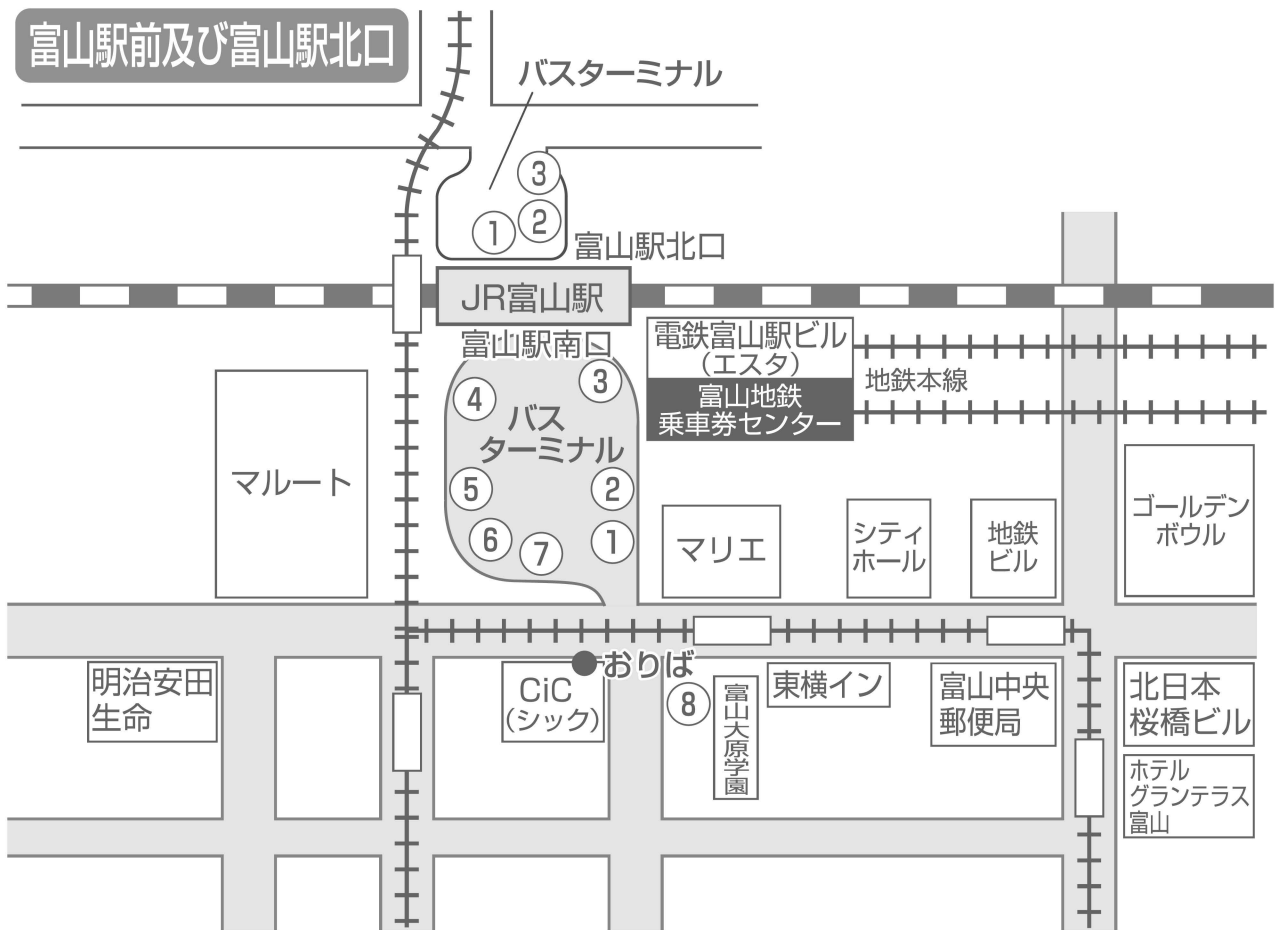 富山駅前及び富山駅北口
バスターミナル
③
②
①
富山駅北口
JR富山駅
富山駅南口
電鉄富山駅ビル
(エスタ)
富山地鉄
乗車券センター
地鉄本線
③
④
バス
ターミナル
⑤
②
⑥
⑦
①
マルート
マリエ
シティ
ホール
地鉄
ビル
ゴールデン
ボウル
おりば
明治安田
生命
CiC
(シック)
⑧
富山大原学園
東横イン
富山中央
郵便局
北日本
桜橋ビル
ホテル
グランテラス
富山